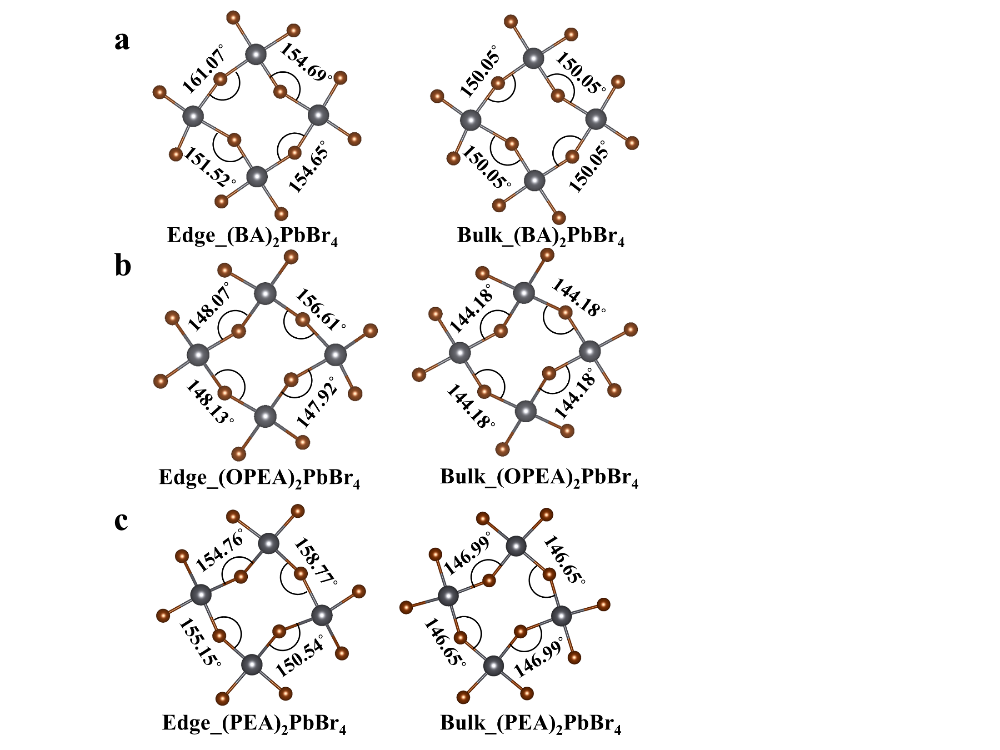 a
161.07°
154.69°
151.52°
154.65°
Edge_(BA)₂PbBr₄
150.05°
150.05°
150.05°
150.05°
Bulk_(BA)₂PbBr₄
b
148.07°
156.61°
148.13°
147.92°
Edge_(OPEA)₂PbBr₄
144.18°
144.18°
144.18°
144.18°
Bulk_(OPEA)₂PbBr₄
c
154.76°
158.77°
155.15°
150.54°
Edge_(PEA)₂PbBr₄
146.99°
146.65°
146.65°
146.99°
Bulk_(PEA)₂PbBr₄